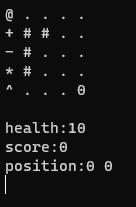 @ . . . .
+ # # . .
- # . . .
* # . . .
^ . . . 0
health:10
score:0
position:0 0